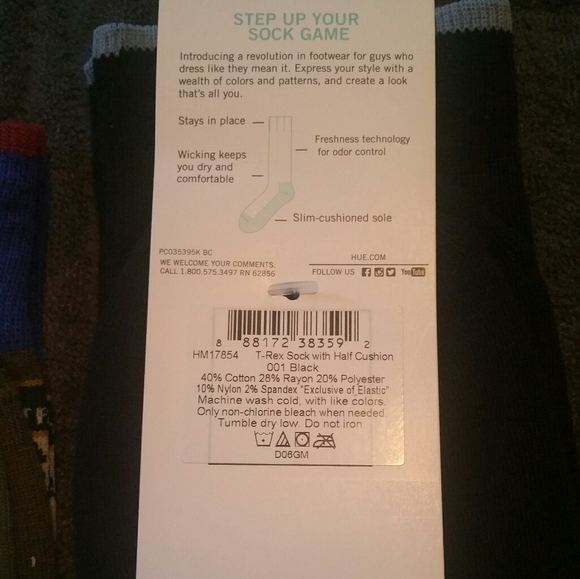 STEP UP YOUR
SOCK GAME
Introducing a revolution in footwear for guys who
dress like they mean it. Express your style with a
wealth of colors and patterns, and create a look
that's all you.
Stays in place
Freshness technology
for odor control
Wicking keeps
you dry and
comfortable
Slim-cushioned sole
PC035395K BC
WE WELCOME YOUR COMMENTS.
CALL 1.800.575.3497 RN 62856
HUE.COM
FOLLOW US YouTube
8 88172 38359 2
HM17854 T-Rex Sock with Half Cushion
001 Black
40% Cotton 28% Rayon 20% Polyester
10% Nylon 2% Spandex "Exclusive of Elastic"
Machine wash cold, with like colors.
Only non-chlorine bleach when needed.
Tumble dry low. Do not iron.
D06GM